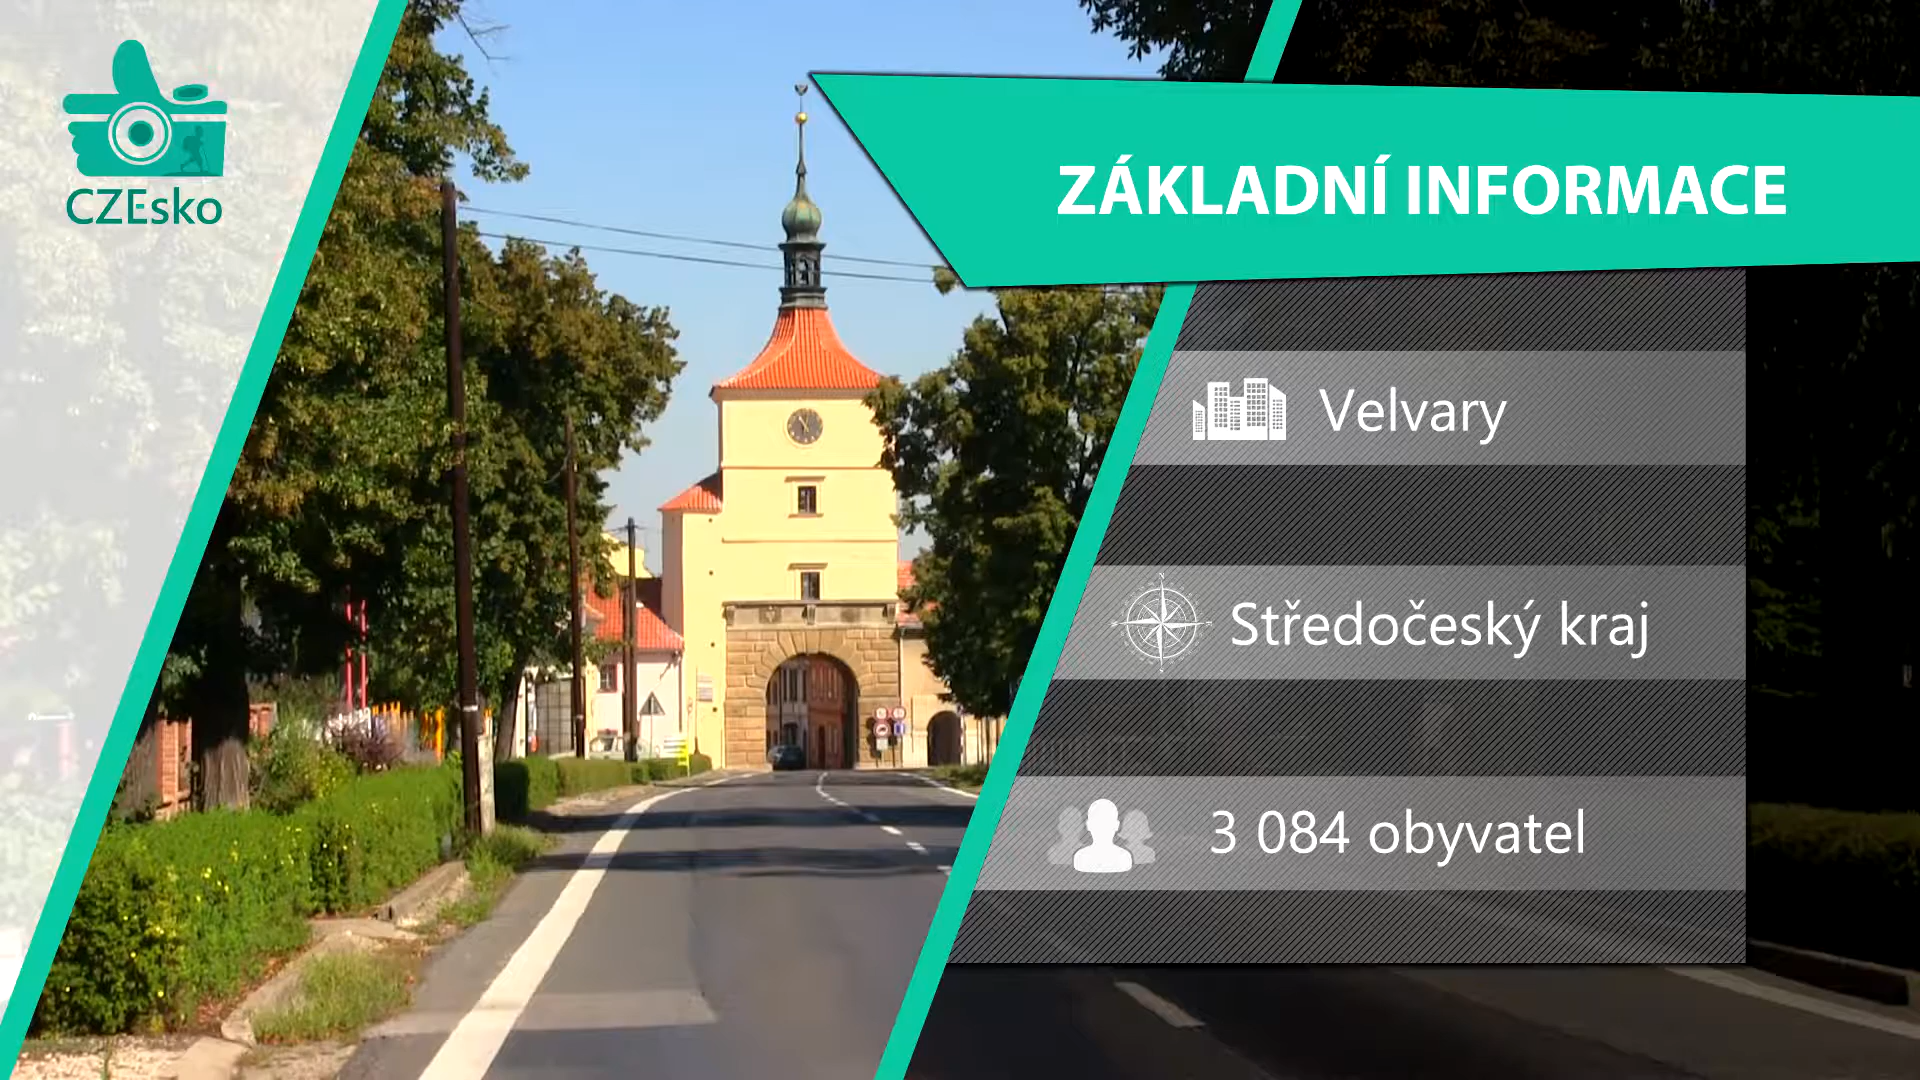 CZEsko
ZÁKLADNÍ INFORMACE
Velvary
Středočeský kraj
3 084 obyvatel